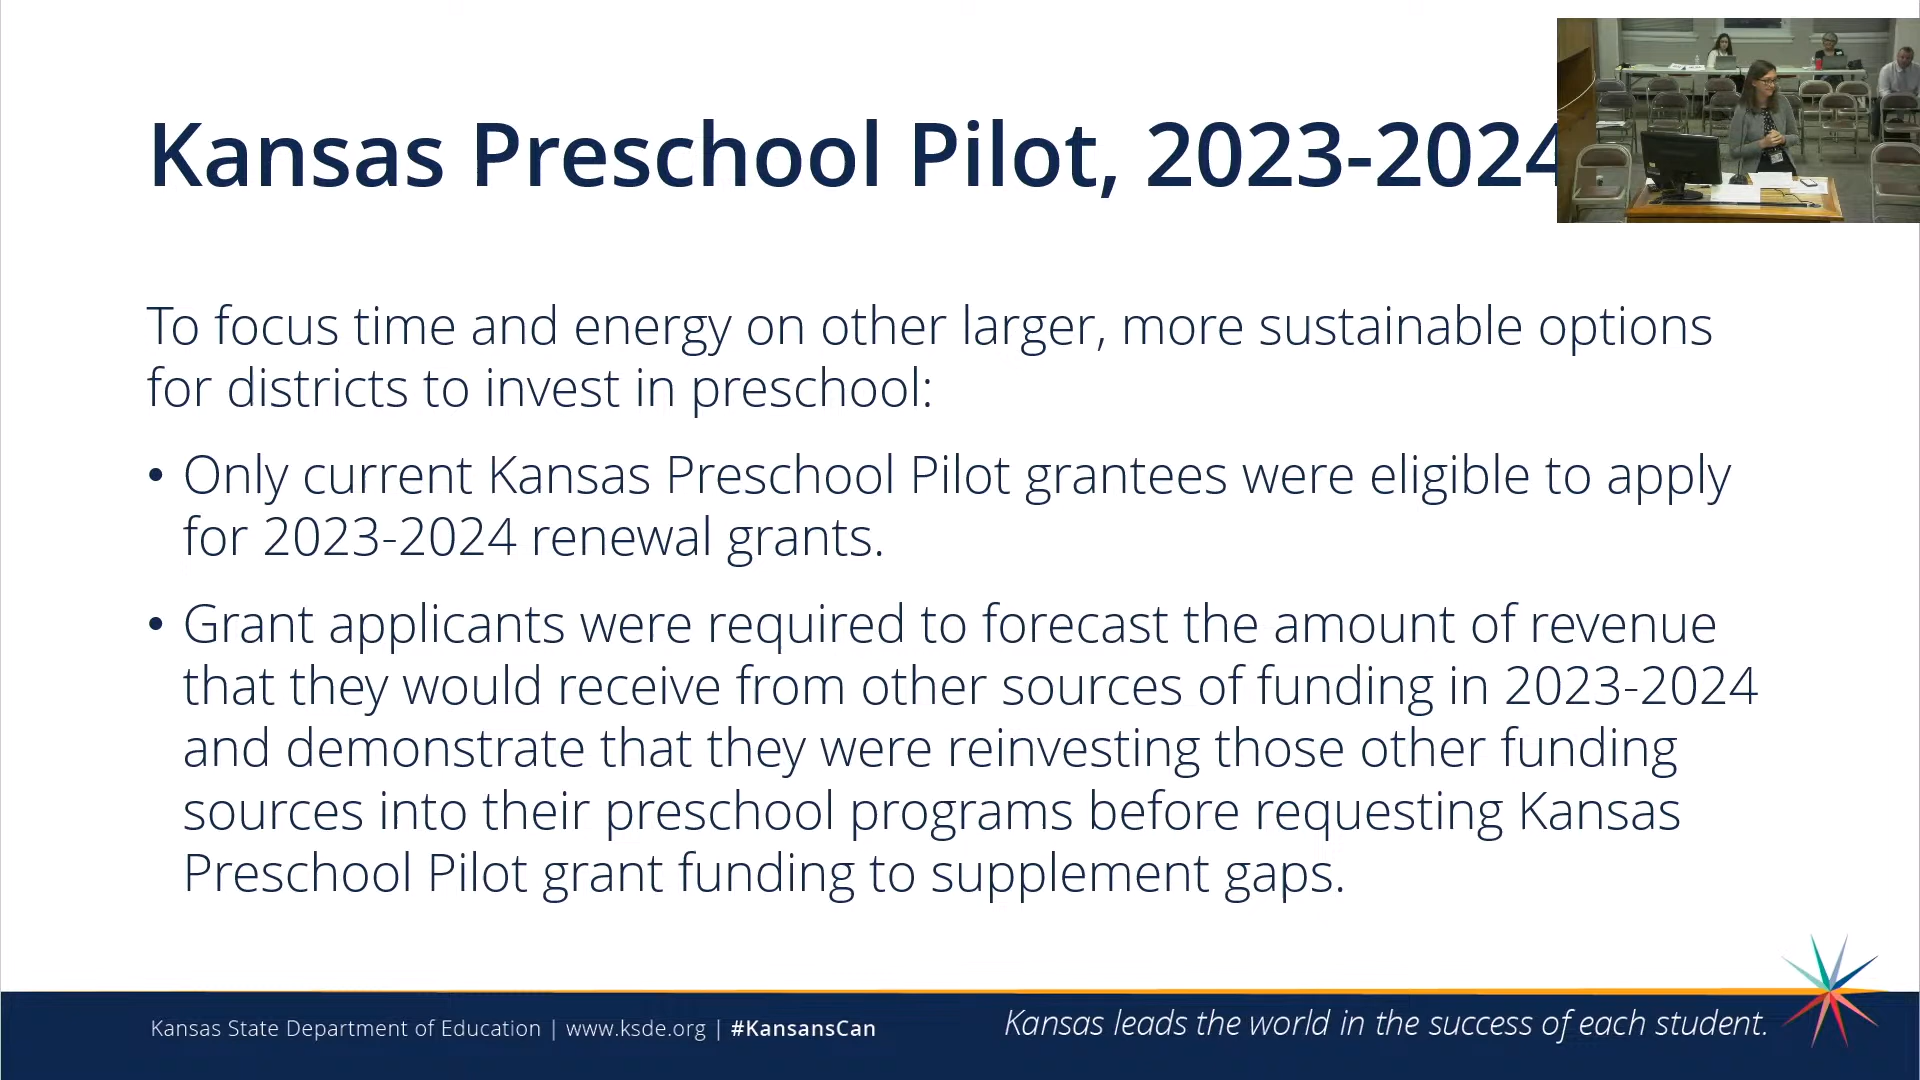 Kansas Preschool Pilot, 2023-2024
To focus time and energy on other larger, more sustainable options
for districts to invest in preschool:
• Only current Kansas Preschool Pilot grantees were eligible to apply
for 2023-2024 renewal grants.
• Grant applicants were required to forecast the amount of revenue
that they would receive from other sources of funding in 2023-2024
and demonstrate that they were reinvesting those other funding
sources into their preschool programs before requesting Kansas
Preschool Pilot grant funding to supplement gaps.
Kansas State Department of Education | www.ksde.org | #KansansCan
Kansas leads the world in the success of each student.